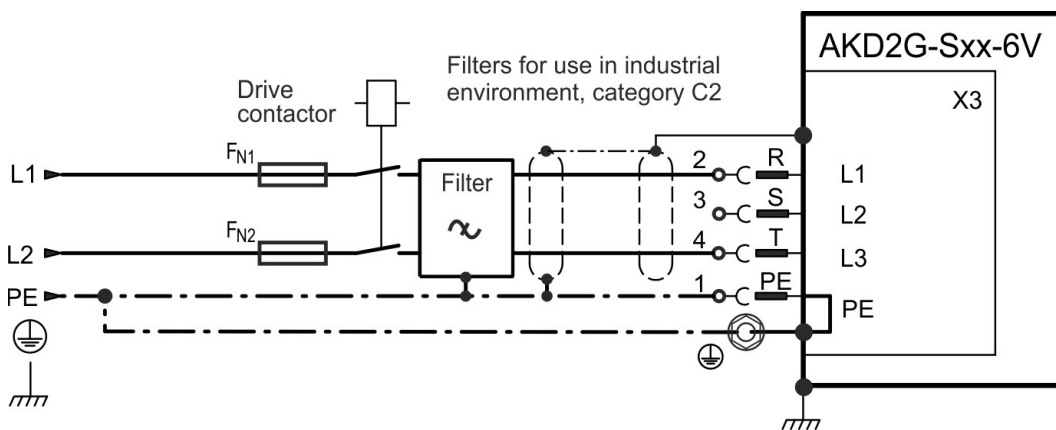 AKD2G-Sxx-6V
Filters for use in industrial
environment, category C2
Drive
contactor
X3
FN1
L1
Filter
2
R
L1
3
S
L2
FN2
L2
4
T
L3
PE
1
PE
PE